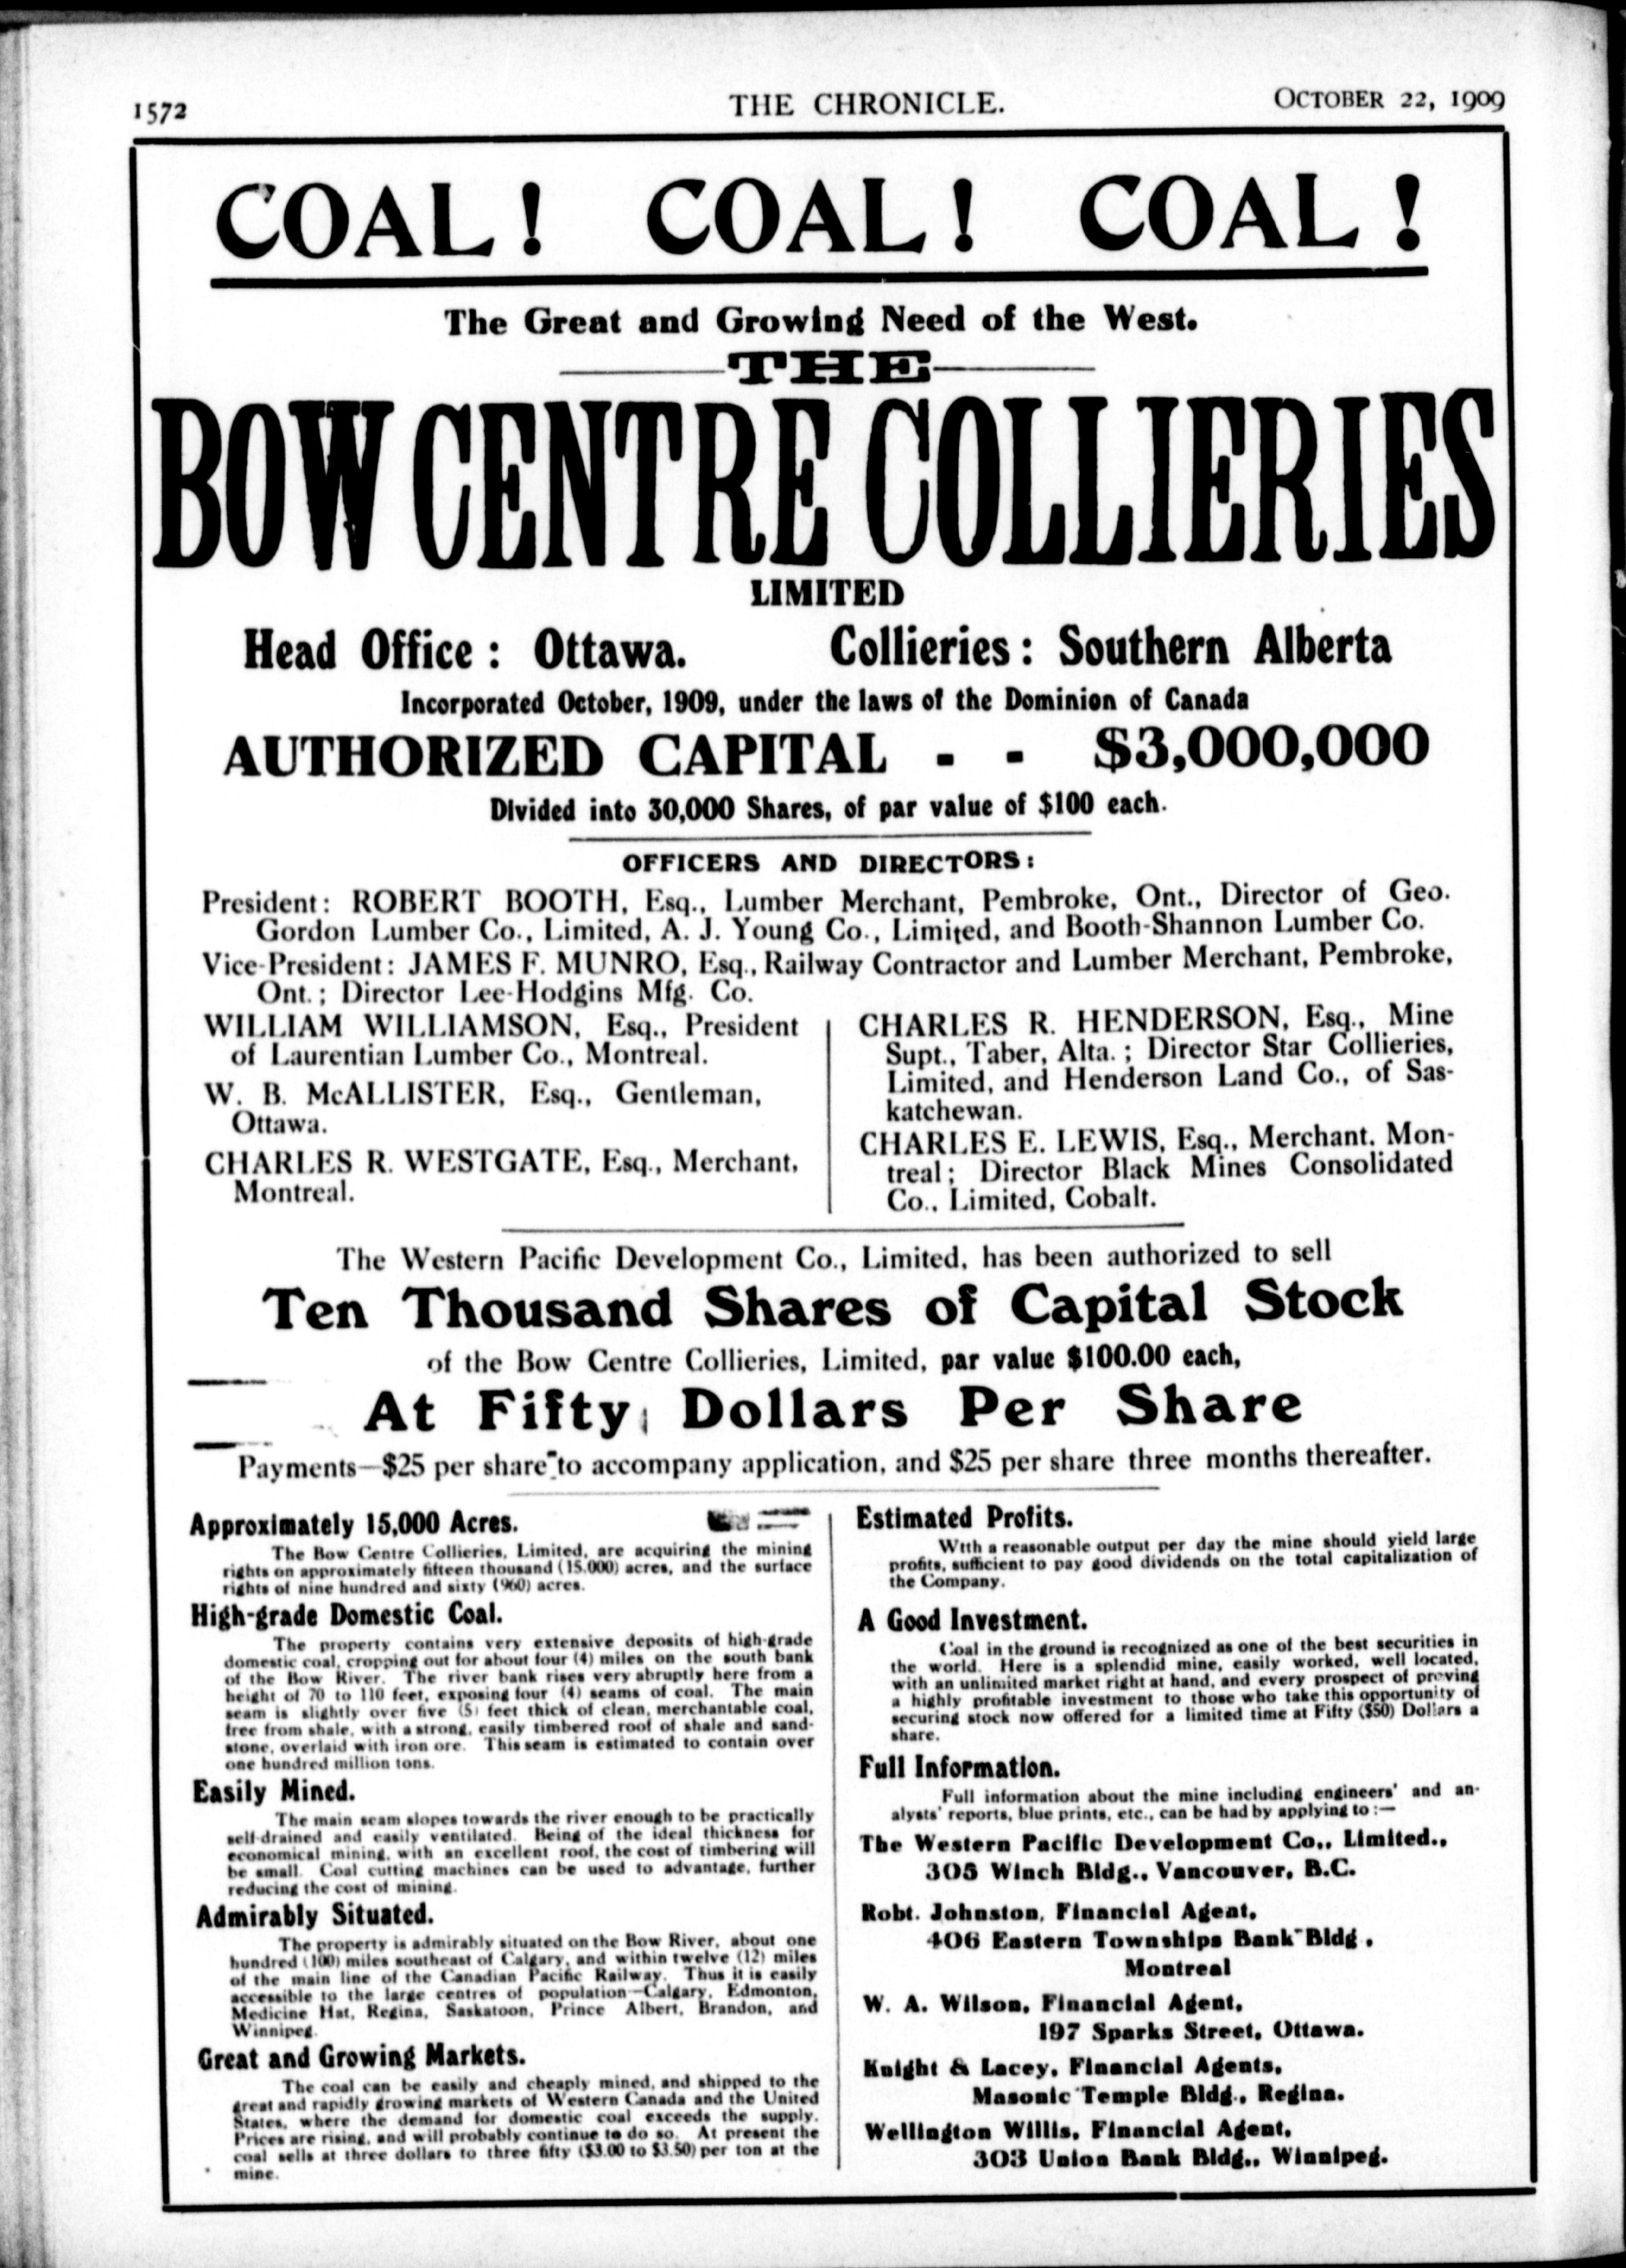 1572
THE CHRONICLE.
OCTOBER 22, 1909
COAL! COAL! COAL!
The Great and Growing Need of the West.
THE
BOW CENTRE COLLIERIES
LIMITED
Head Office: Ottawa. Collieries: Southern Alberta
Incorporated October, 1909, under the laws of the Dominion of Canada
AUTHORIZED CAPITAL - - $3,000,000
Divided into 30,000 Shares, of par value of $100 each.
OFFICERS AND DIRECTORS:
President: ROBERT BOOTH, Esq., Lumber Merchant, Pembroke, Ont., Director of Geo.
Gordon Lumber Co., Limited, A. J. Young Co., Limited, and Booth-Shannon Lumber Co.
Vice-President: JAMES F. MUNRO, Esq., Railway Contractor and Lumber Merchant, Pembroke,
Ont.; Director Lee-Hodgins Mfg. Co.
WILLIAM WILLIAMSON, Esq., President
of Laurentian Lumber Co., Montreal.
W. B. McALLISTER, Esq., Gentleman,
Ottawa.
CHARLES R. WESTGATE, Esq., Merchant,
Montreal.
CHARLES R. HENDERSON, Esq., Mine
Supt., Taber, Alta.; Director Star Collieries,
Limited, and Henderson Land Co., of Sas-
katchewan.
CHARLES E. LEWIS, Esq., Merchant, Mon-
treal; Director Black Mines Consolidated
Co., Limited, Cobalt.
The Western Pacific Development Co., Limited, has been authorized to sell
Ten Thousand Shares of Capital Stock
of the Bow Centre Collieries, Limited, par value $100.00 each,
At Fifty Dollars Per Share
Payments—$25 per share to accompany application, and $25 per share three months thereafter.
Approximately 15,000 Acres.
The Bow Centre Collieries, Limited, are acquiring the mining
rights on approximately fifteen thousand (15,000) acres, and the surface
rights of nine hundred and sixty (960) acres.
High-grade Domestic Coal.
The property contains very extensive deposits of high-grade
domestic coal, cropping out for about four (4) miles on the south bank
of the Bow River. The river bank rises very abruptly here from a
height of 70 to 110 feet, exposing four (4) seams of coal. The main
seam is slightly over five (5) feet thick of clean, merchantable coal,
free from shale, with a strong, easily timbered roof of shale and sand-
stone, overlaid with iron ore. This seam is estimated to contain over
one hundred million tons.
Easily Mined.
The main seam slopes towards the river enough to be practically
self-drained and easily ventilated. Being of the ideal thickness for
economical mining, with an excellent roof, the cost of timbering will
be small. Coal cutting machines can be used to advantage, further
reducing the cost of mining.
Admirably Situated.
The property is admirably situated on the Bow River, about one
hundred (100) miles southeast of Calgary, and within twelve (12) miles
of the main line of the Canadian Pacific Railway. Thus it is easily
accessible to the large centres of population—Calgary, Edmonton,
Medicine Hat, Regina, Saskatoon, Prince Albert, Brandon, and
Winnipeg.
Great and Growing Markets.
The coal can be easily and cheaply mined, and shipped to the
great and rapidly growing markets of Western Canada and the United
States, where the demand for domestic coal exceeds the supply.
Prices are rising, and will probably continue to do so. At present the
coal sells at three dollars to three fifty ($3.00 to $3.50) per ton at the
mine.
Estimated Profits.
With a reasonable output per day the mine should yield large
profits, sufficient to pay good dividends on the total capitalization of
the Company.
A Good Investment.
Coal in the ground is recognized as one of the best securities in
the world. Here is a splendid mine, easily worked, well located,
with an unlimited market right at hand, and every prospect of proving
a highly profitable investment to those who take this opportunity of
securing stock now offered for a limited time at Fifty ($50) Dollars a
share.
Full Information.
Full information about the mine including engineers' and an-
alysts' reports, blue prints, etc., can be had by applying to:—
The Western Pacific Development Co., Limited.,
305 Winch Bldg., Vancouver, B.C.
Robt. Johnston, Financial Agent,
406 Eastern Townships Bank Bldg.,
Montreal
W. A. Wilson, Financial Agent,
197 Sparks Street, Ottawa.
Knight & Lacey, Financial Agents,
Masonic Temple Bldg., Regina.
Wellington Willis, Financial Agent,
303 Union Bank Bldg., Winnipeg.